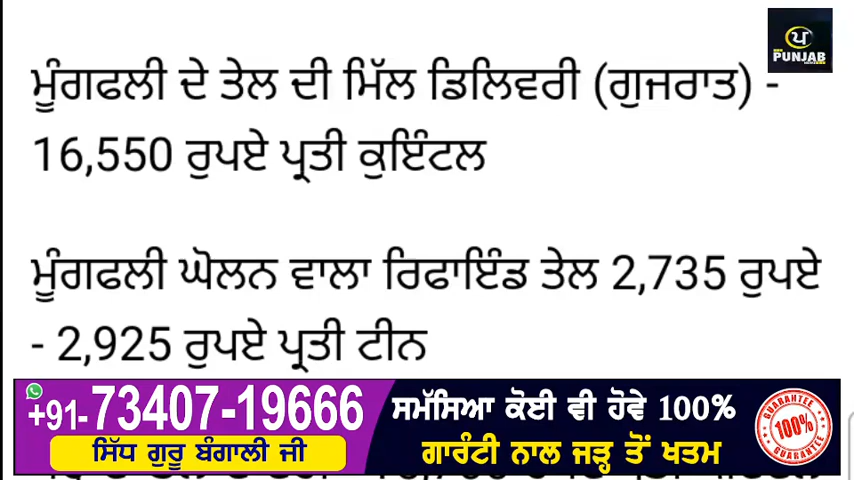 ਪ
PUNJAB
ਮੂੰਗਫਲੀ ਦੇ ਤੇਲ ਦੀ ਮਿੱਲ ਡਿਲਿਵਰੀ (ਗੁਜਰਾਤ) -
16,550 ਰੁਪਏ ਪ੍ਰਤੀ ਕੁਇੰਟਲ
ਮੂੰਗਫਲੀ ਘੋਲਨ ਵਾਲਾ ਰਿਫਾਇੰਡ ਤੇਲ 2,735 ਰੁਪਏ
- 2,925 ਰੁਪਏ ਪ੍ਰਤੀ ਟੀਨ
+91-73407-19666
ਸਿੱਧ ਗੁਰੂ ਬੰਗਾਲੀ ਜੀ
ਸਮੱਸਿਆ ਕੋਈ ਵੀ ਹੋਵੇ 100%
ਗਾਰੰਟੀ ਨਾਲ ਜੜ੍ਹ ਤੋਂ ਖਤਮ
GUARANTEE
100%
GUARANTEE